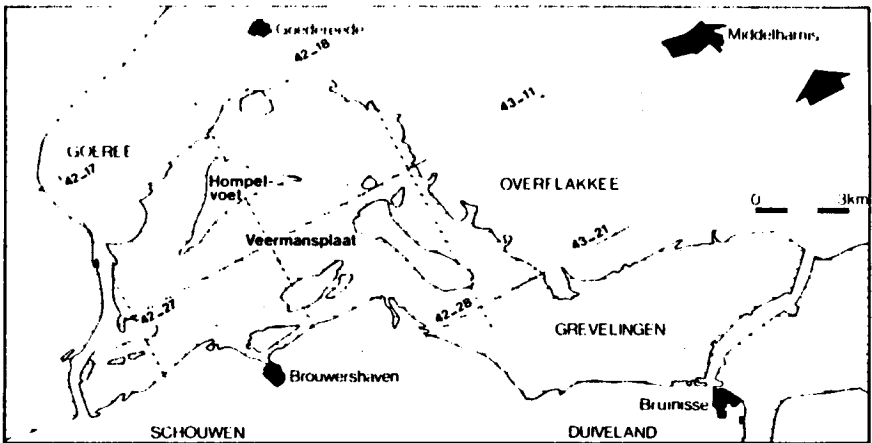 Goedereede
42-18
Middelharnis
43-11
GOEREE
42-17
Hompel-
voet
OVERFLAKKEE
0 3km
Veermansplaat
43-21
42-27
42-28
GREVELINGEN
Brouwershaven
Bruinisse
SCHOUWEN
DUIVELAND